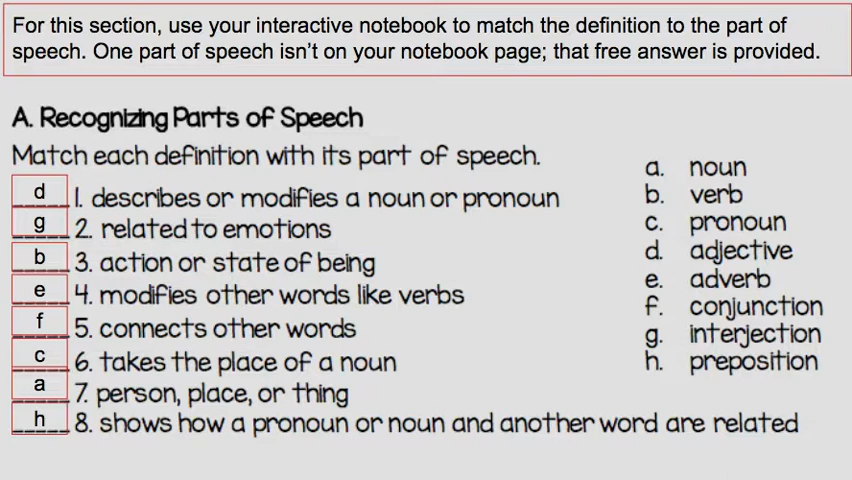 For this section, use your interactive notebook to match the definition to the part of
speech. One part of speech isn't on your notebook page; that free answer is provided.
A. Recognizing Parts of Speech
Match each definition with its part of speech.
d 1. describes or modifies a noun or pronoun
g 2. related to emotions
b 3. action or state of being
e 4. modifies other words like verbs
f 5. connects other words
c 6. takes the place of a noun
a 7. person, place, or thing
h 8. shows how a pronoun or noun and another word are related
a. noun
b. verb
c. pronoun
d. adjective
e. adverb
f. conjunction
g. interjection
h. preposition